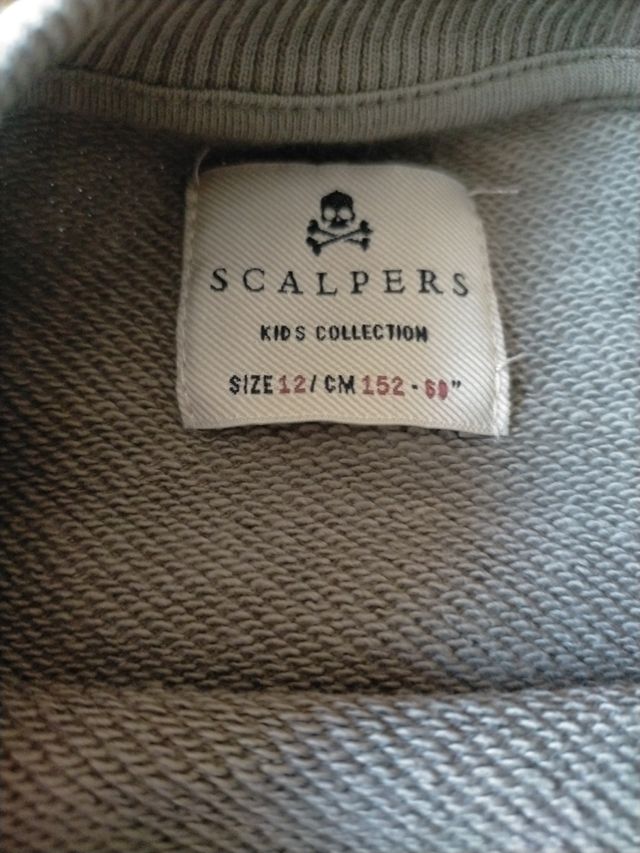 SCALPERS
KIDS COLLECTION
SIZE 12 / CM 152 - 60"